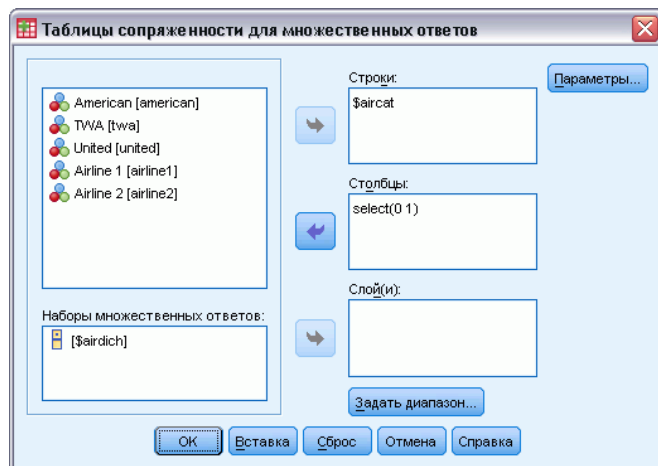 Таблицы сопряженности для множественных ответов
American [american]
TWA [twa]
United [united]
Airline 1 [airline1]
Airline 2 [airline2]
Наборы множественных ответов:
[$airdich]
Строки:
$aircat
Столбцы:
select(0 1)
Слой(и):
Задать диапазон...
Параметры...
OK
Вставка
Сброс
Отмена
Справка